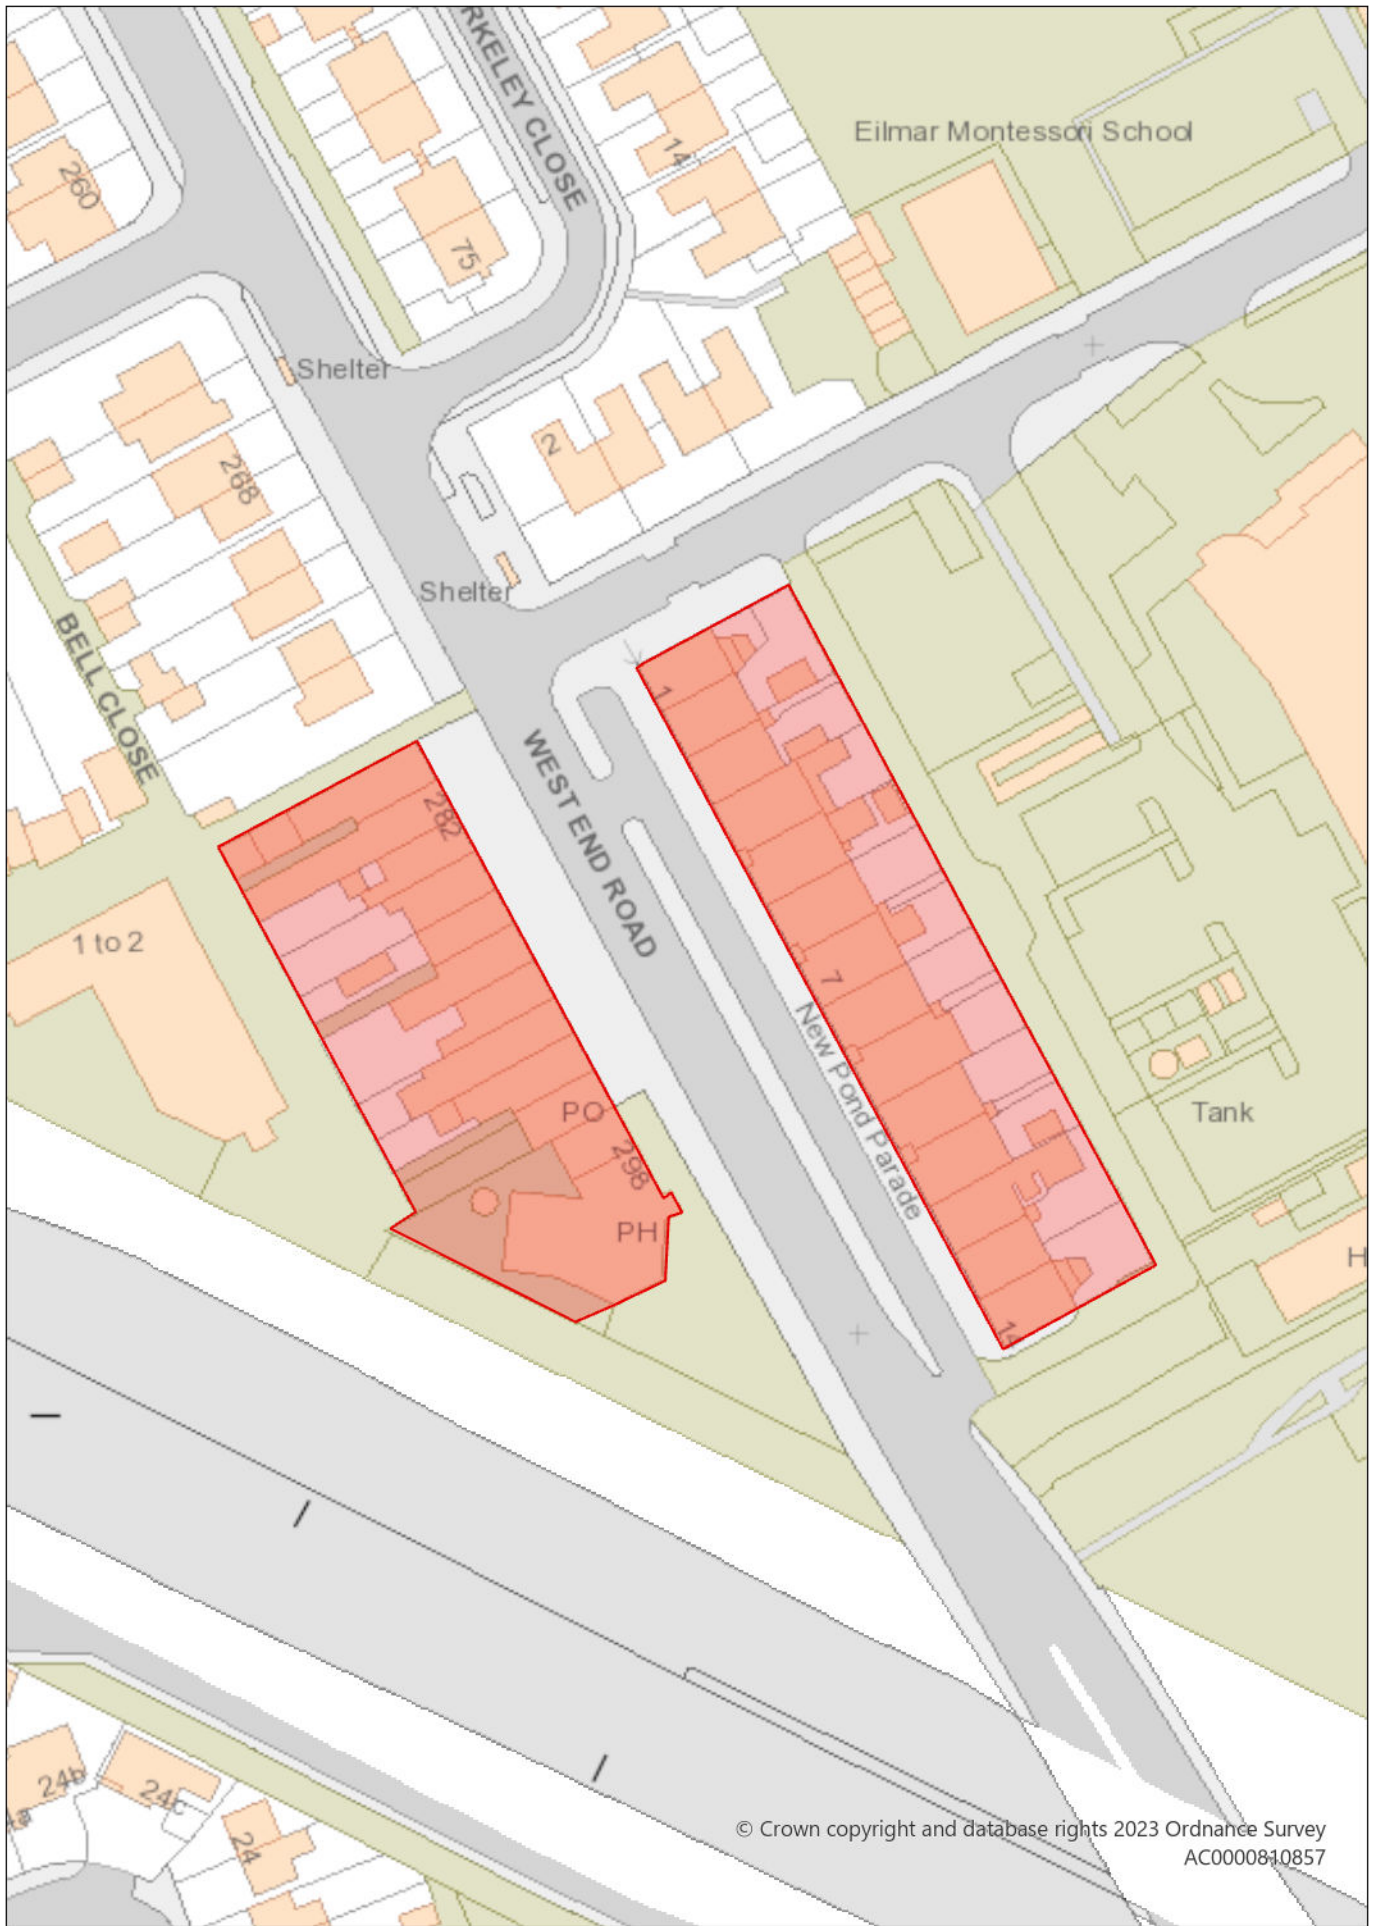 RKELEY CLOSE
Eilmar Montessori School
14
260
75
Shelter
2
268
Shelter
BELL CLOSE
1
WEST END ROAD
282
1 to 2
7
New Pond Parade
PO
Tank
298
PH
H
14
24b
24c
24
© Crown copyright and database rights 2023 Ordnance Survey
AC0000810857